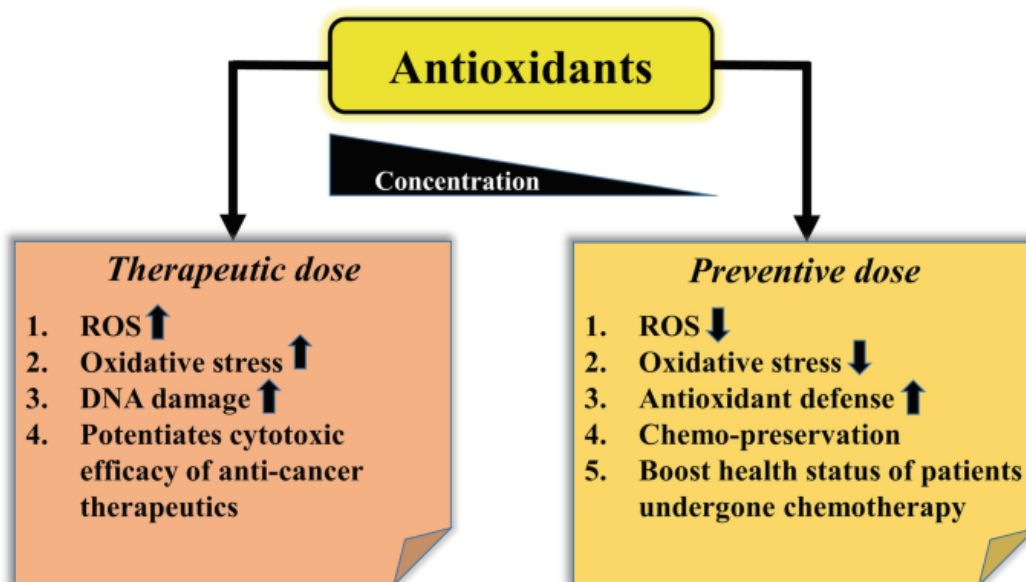 Antioxidants
Concentration
Therapeutic dose
1. ROS
2. Oxidative stress
3. DNA damage
4. Potentiates cytotoxic
efficacy of anti-cancer
therapeutics
Preventive dose
1. ROS
2. Oxidative stress
3. Antioxidant defense
4. Chemo-preservation
5. Boost health status of patients
undergone chemotherapy